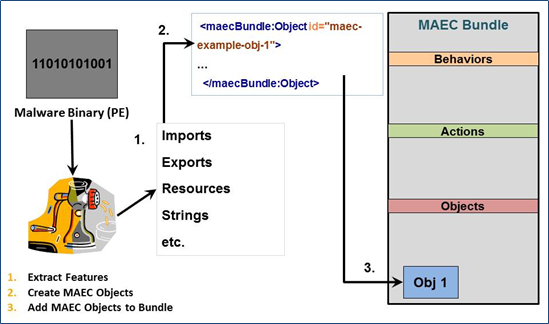 11010101001
Malware Binary (PE)
1.
Imports
Exports
Resources
Strings
etc.
2.
<maecBundle:Object id="maec-
example-obj-1">
...
</maecBundle:Object>
MAEC Bundle
Behaviors
Actions
Objects
3.
Obj 1
1. Extract Features
2. Create MAEC Objects
3. Add MAEC Objects to Bundle